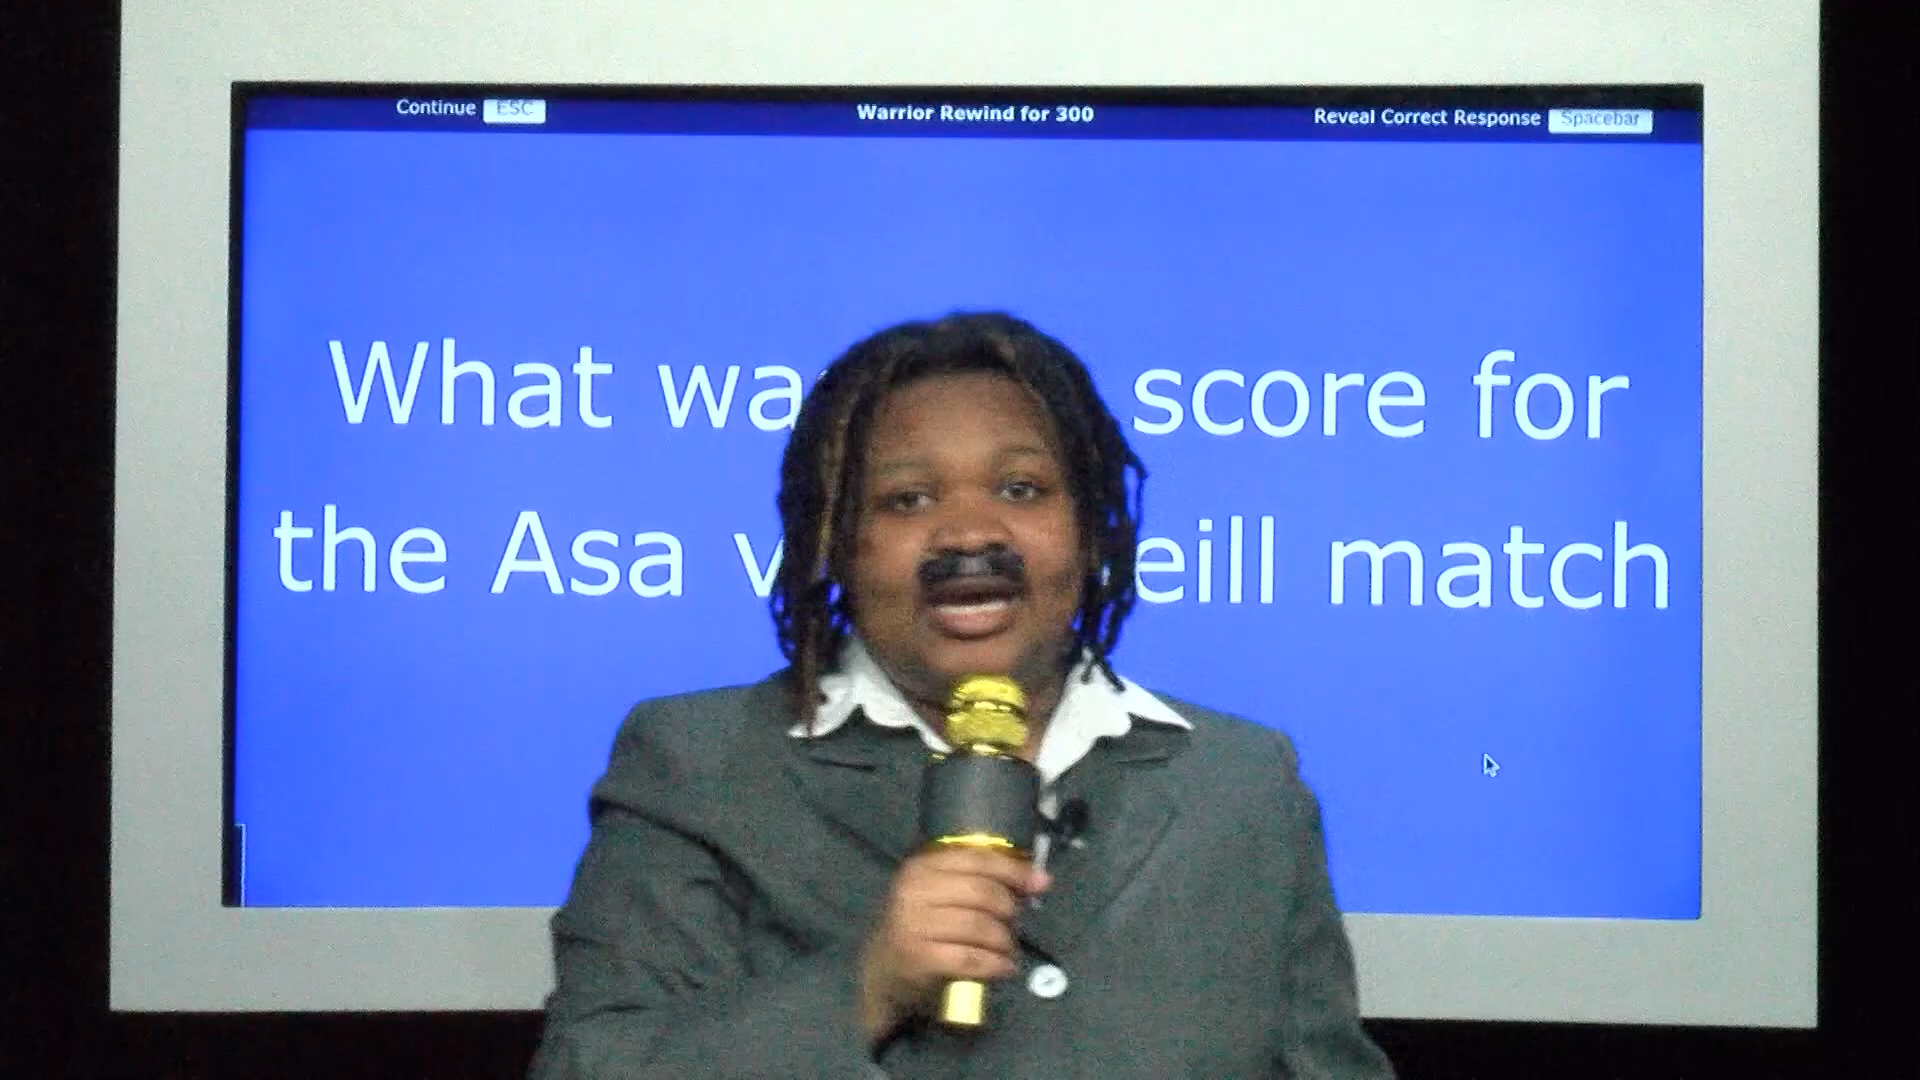 Continue ESC Warrior Rewind for 300 Reveal Correct Response Spacebar
What wa score for
the Asa v eill match